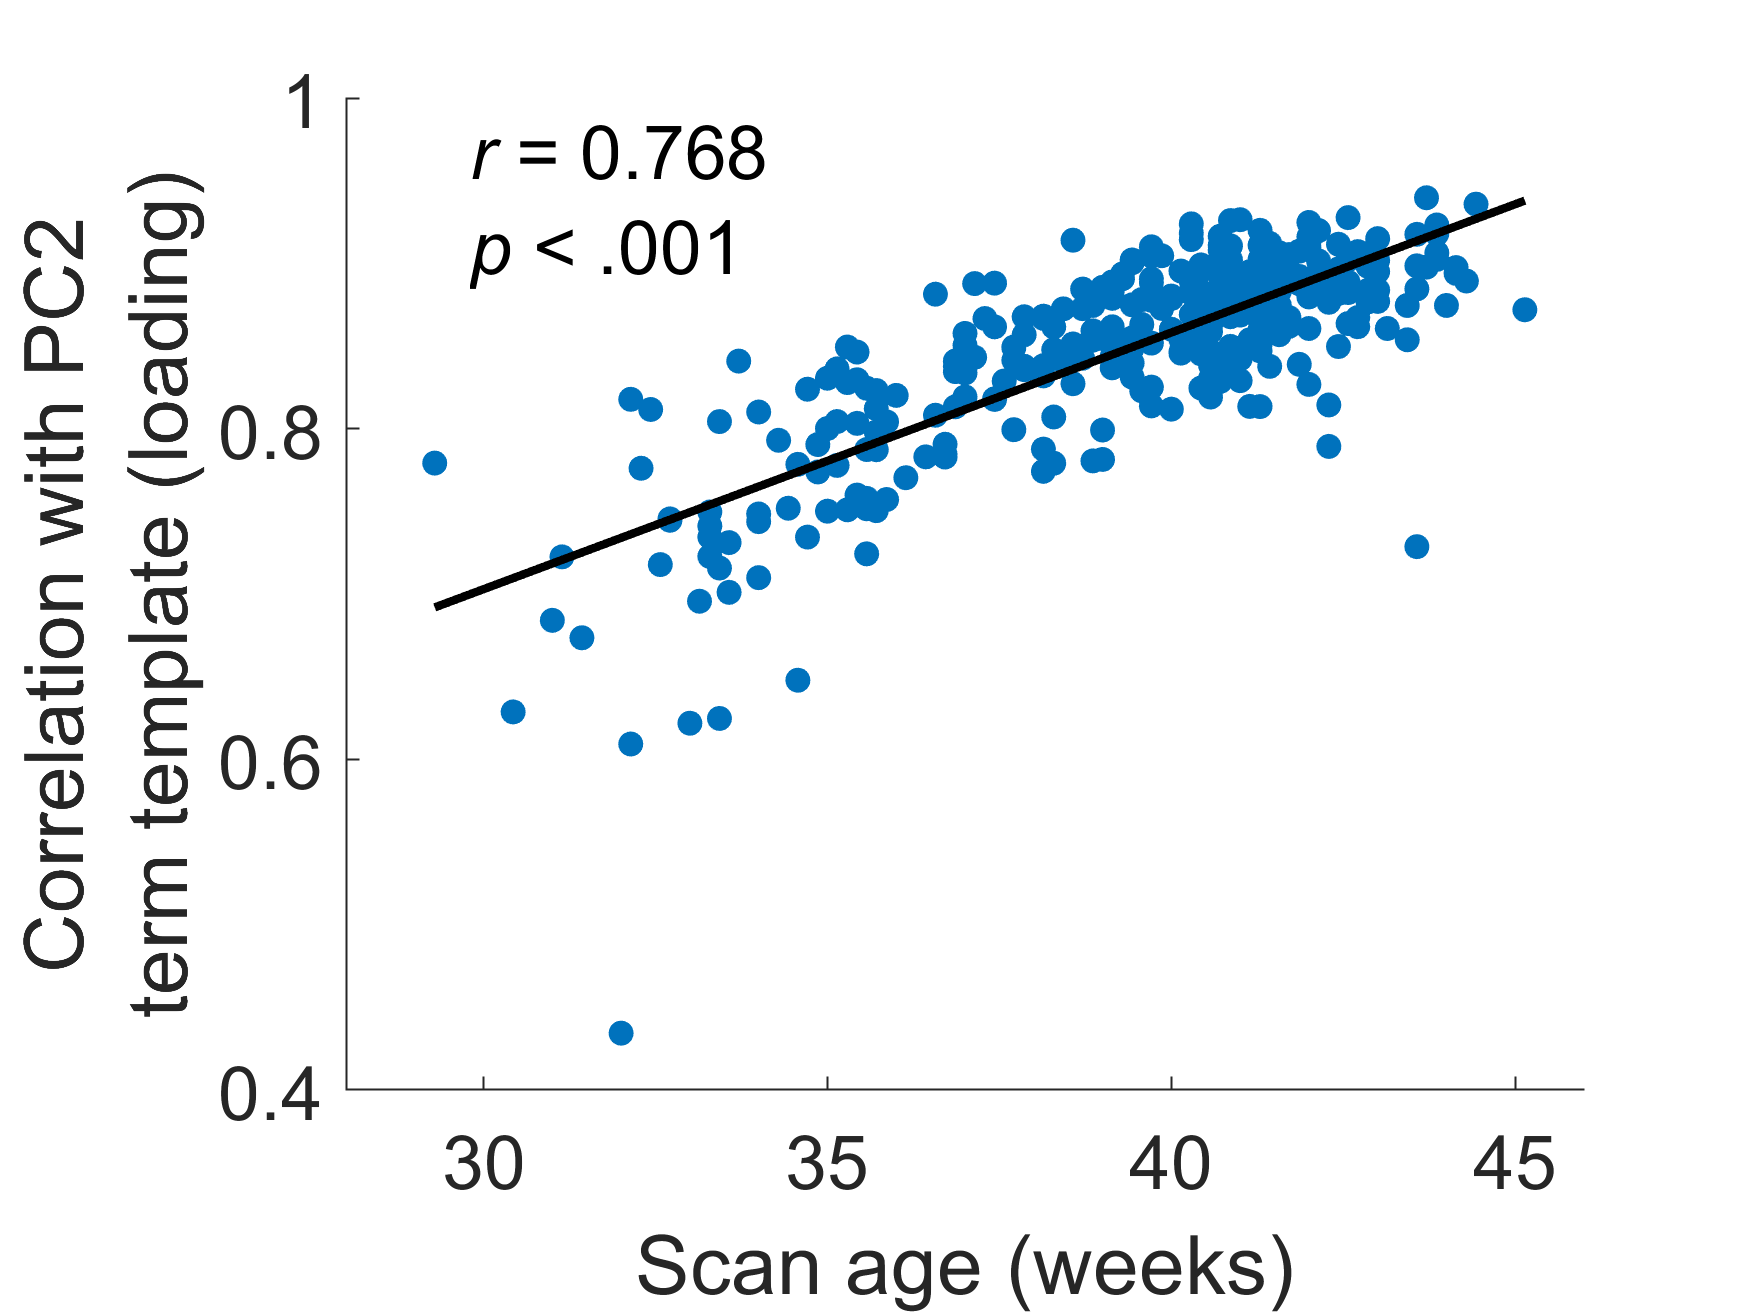 Correlation with PC2
term template (loading)
1
0.8
0.6
0.4
r = 0.768
p < .001
30 35 40 45
Scan age (weeks)